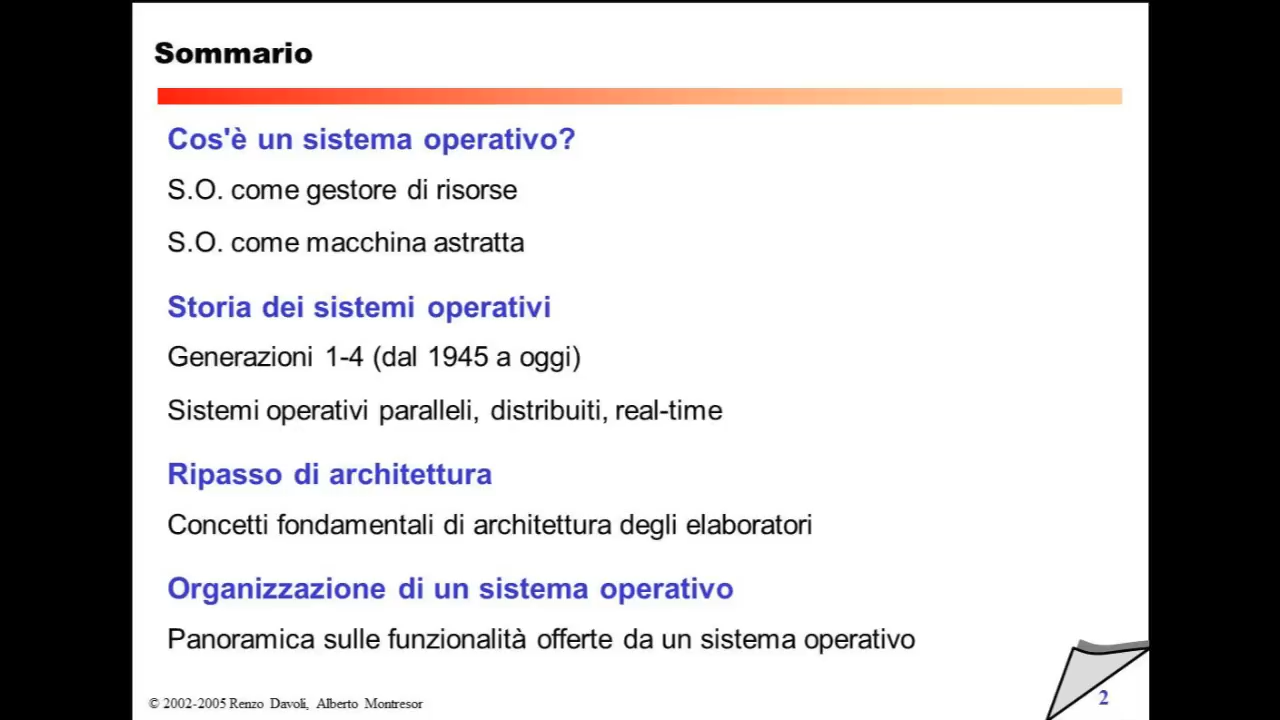 Sommario
Cos'è un sistema operativo?
S.O. come gestore di risorse
S.O. come macchina astratta
Storia dei sistemi operativi
Generazioni 1-4 (dal 1945 a oggi)
Sistemi operativi paralleli, distribuiti, real-time
Ripasso di architettura
Concetti fondamentali di architettura degli elaboratori
Organizzazione di un sistema operativo
Panoramica sulle funzionalità offerte da un sistema operativo
© 2002-2005 Renzo Davoli, Alberto Montresor
2